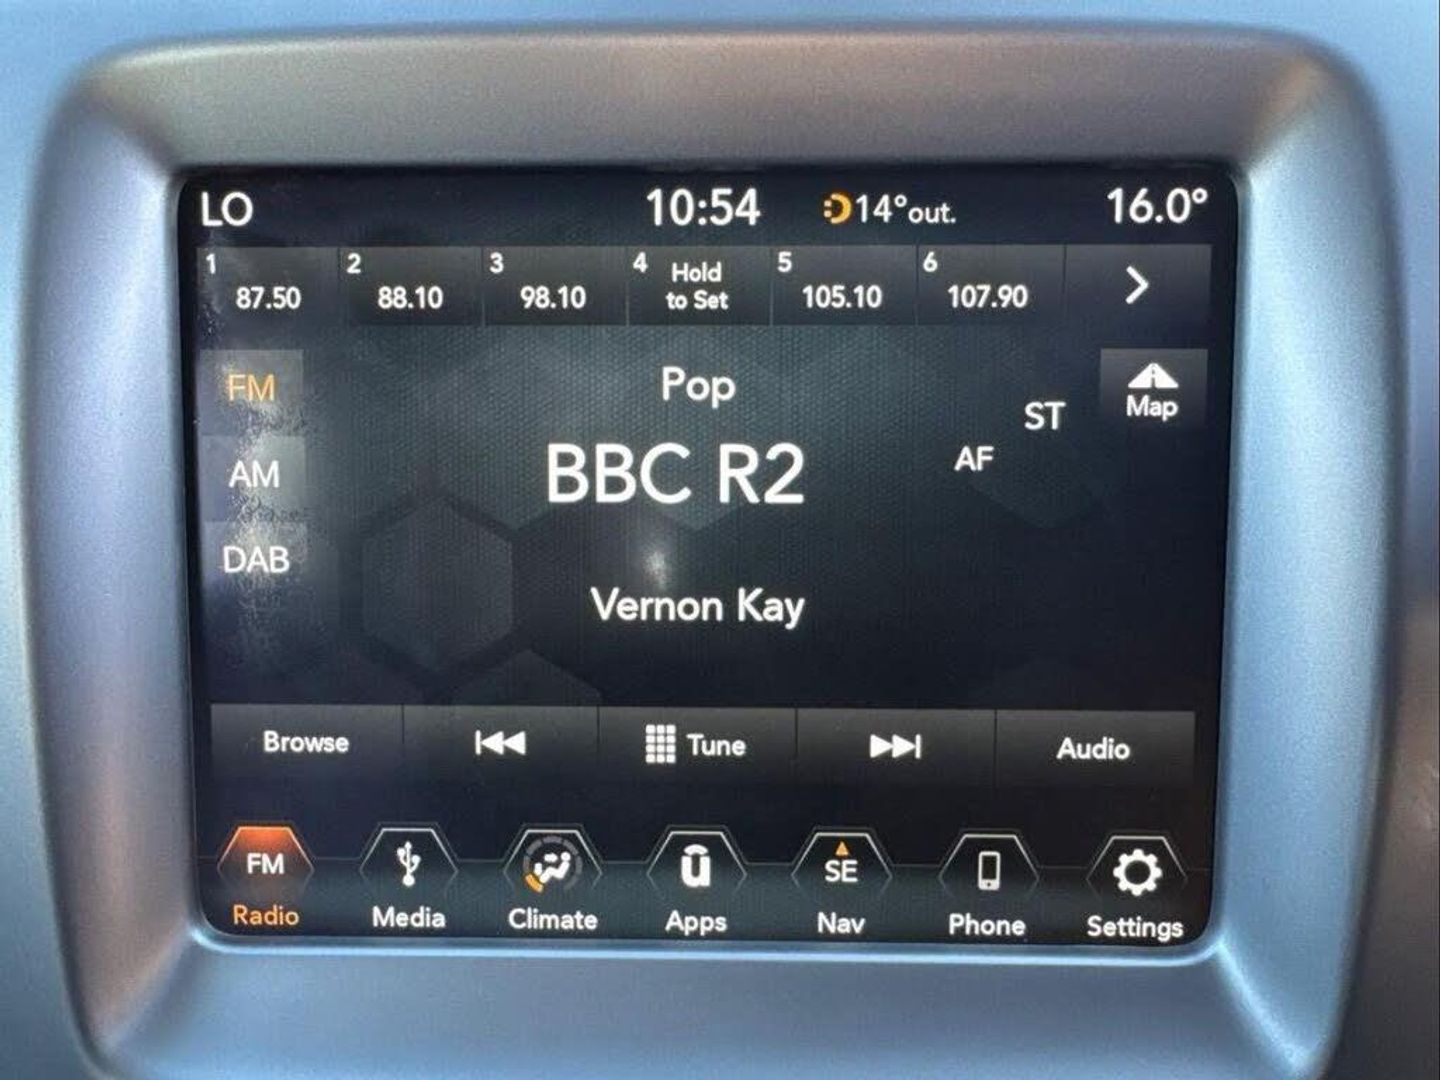 LO 10:54 14°out. 16.0°
1 2 3 4 Hold 5 6
87.50 88.10 98.10 to Set 105.10 107.90
FM Pop ST Map
AM BBC R2 AF
DAB
Vernon Kay
Browse Tune Audio
FM SE
Radio Media Climate Apps Nav Phone Settings